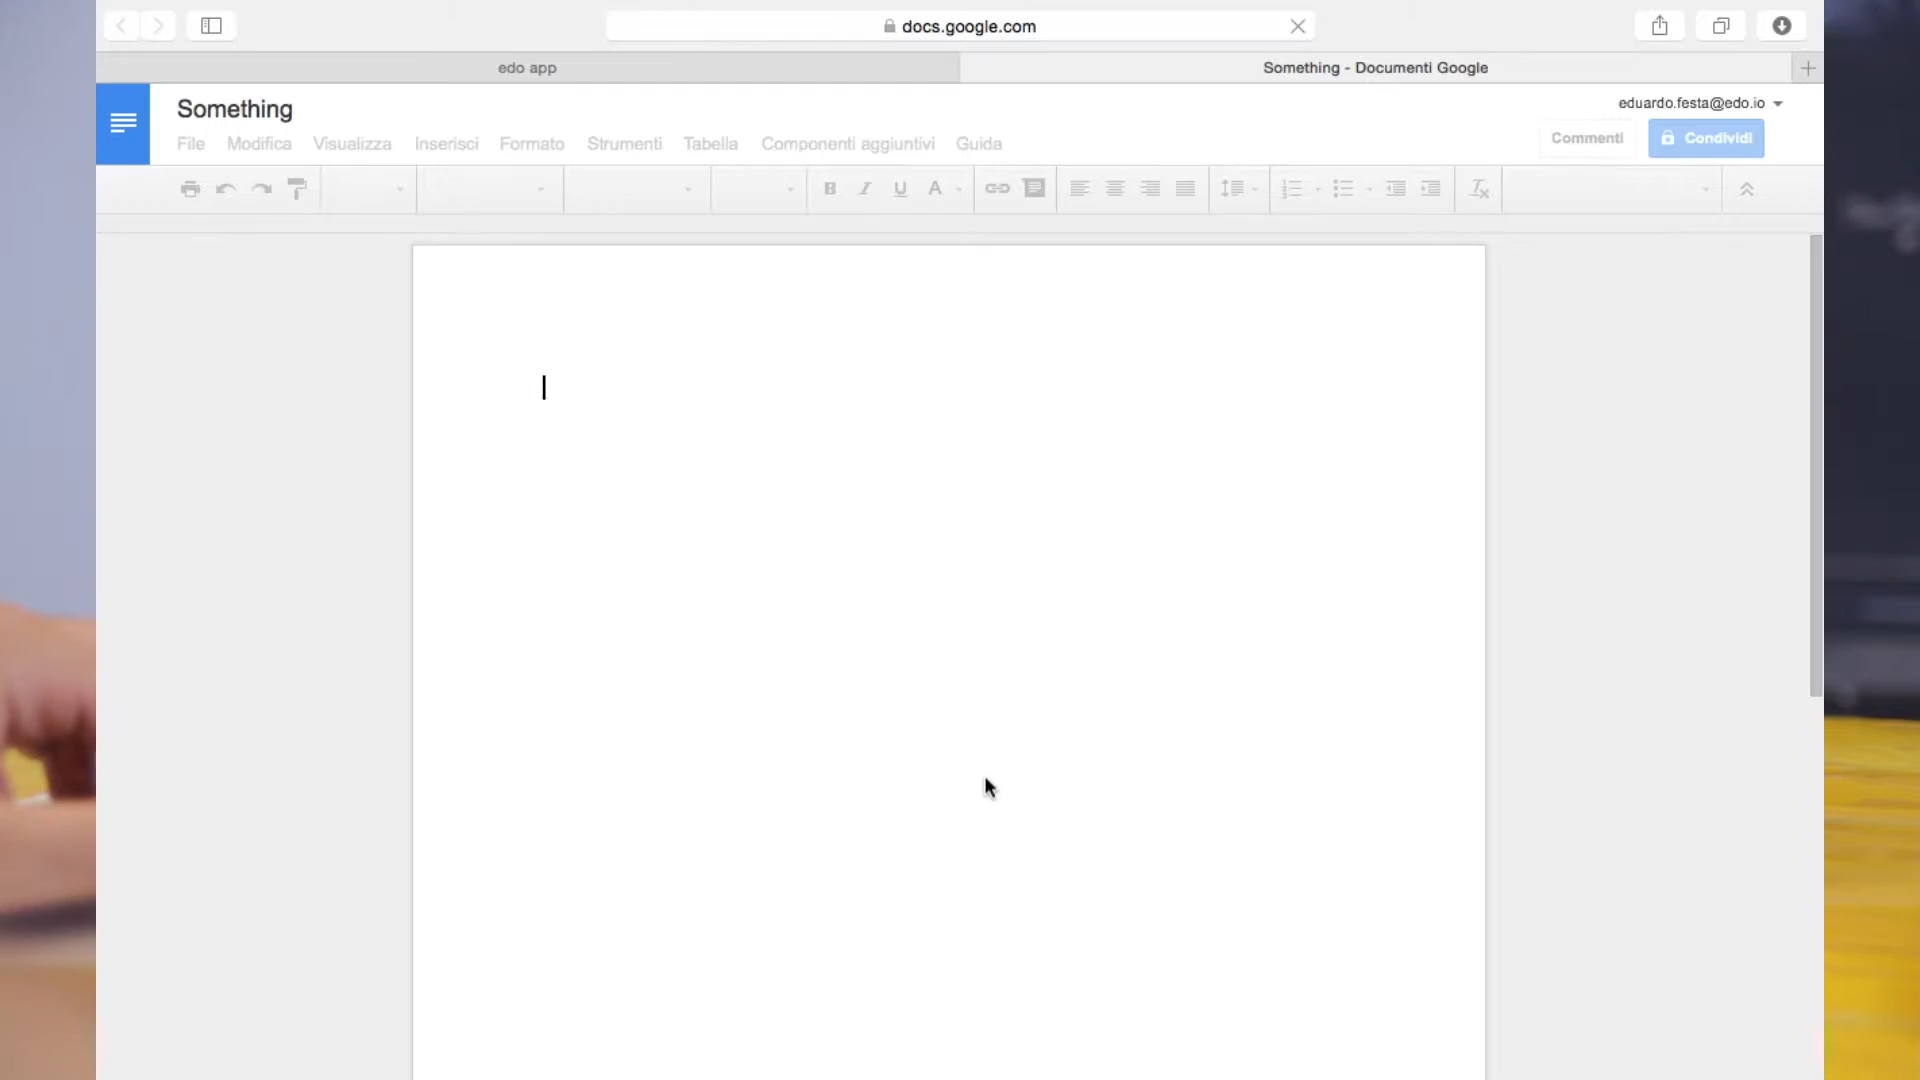 docs.google.com
edo app
Something - Documenti Google
Something
eduardo.festa@edo.io
File Modifica Visualizza Inserisci Formato Strumenti Tabella Componenti aggiuntivi Guida
Commenti
Condividi
B I U A